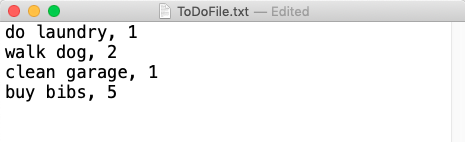 ToDoFile.txt — Edited
do laundry, 1
walk dog, 2
clean garage, 1
buy bibs, 5